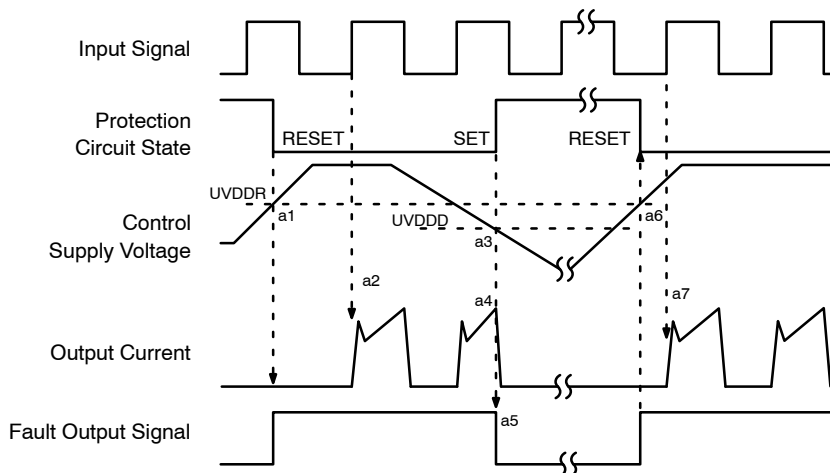 Input Signal
Protection
Circuit State
RESET
SET
RESET
UVDDR
a1
UVDDD
a3
a6
Control
Supply Voltage
a2
a4
a7
Output Current
a5
Fault Output Signal